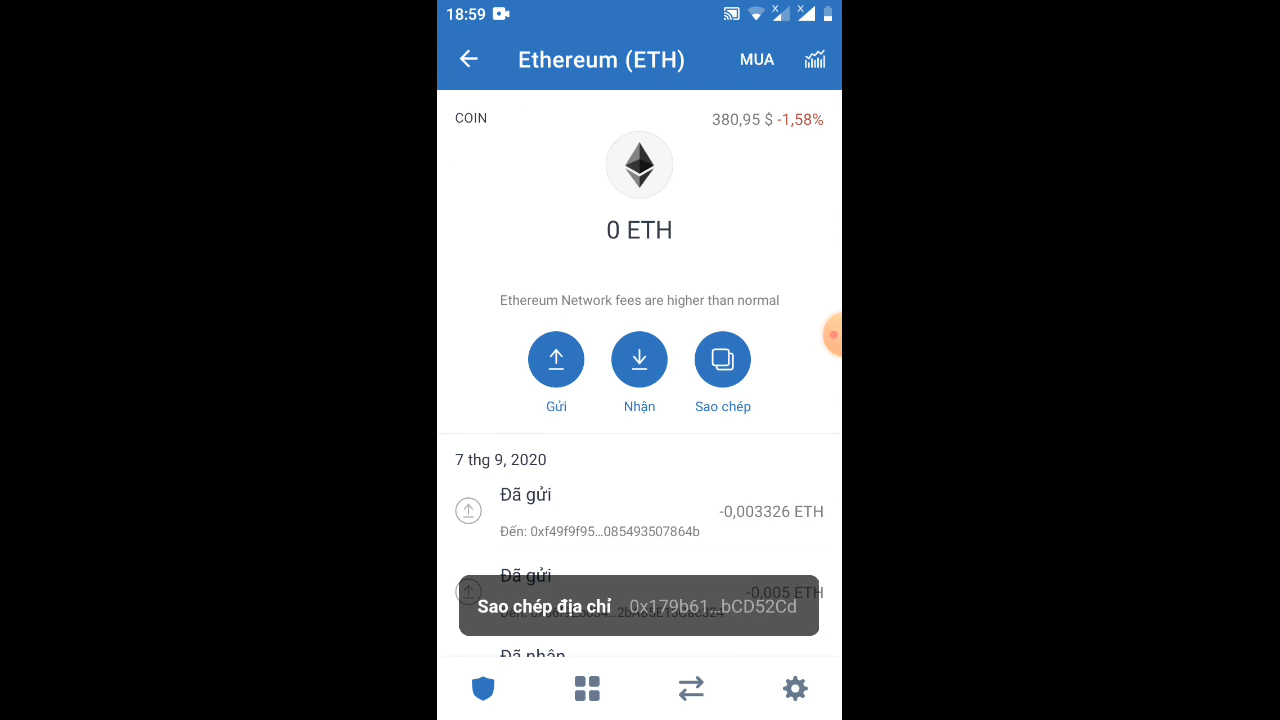 18:59
Ethereum (ETH)
MUA
COIN
380,95 $ -1,58%
0 ETH
Ethereum Network fees are higher than normal
Gửi
Nhận
Sao chép
7 thg 9, 2020
Đã gửi
-0,003326 ETH
Đến: 0xf49f9f95...085493507864b
Đã gửi
-0,005 ETH
Sao chép địa chỉ 0x179b61...bCD52Cd
Đã nhận